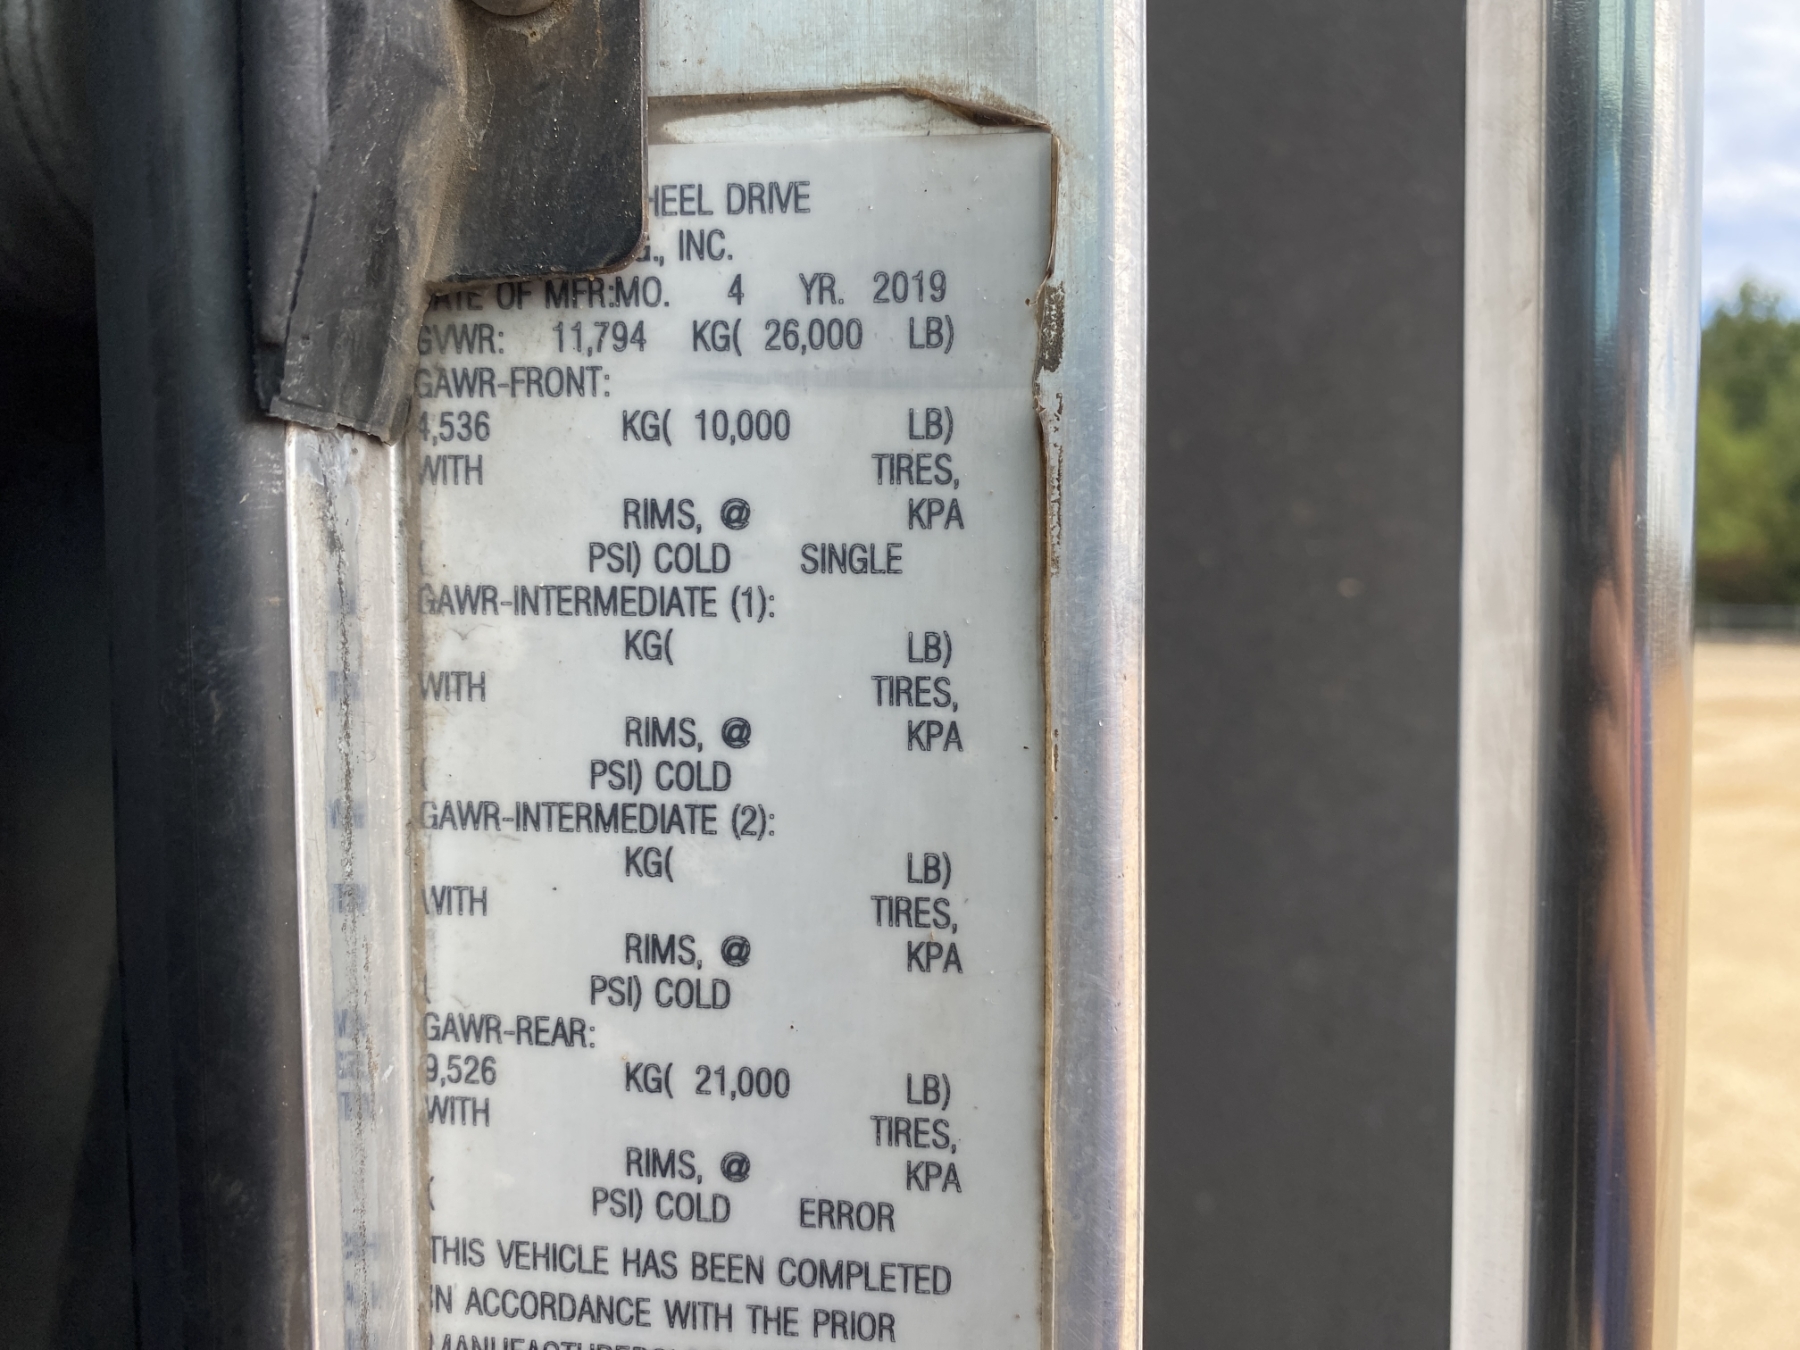 HEEL DRIVE
G., INC.
ATE OF MFR:MO. 4 YR. 2019
GVWR: 11,794 KG( 26,000 LB)
GAWR-FRONT:
4,536 KG( 10,000 LB)
WITH TIRES,
RIMS, @ KPA
PSI) COLD SINGLE
GAWR-INTERMEDIATE (1):
KG( LB)
WITH TIRES,
RIMS, @ KPA
( PSI) COLD
GAWR-INTERMEDIATE (2):
KG( LB)
WITH TIRES,
RIMS, @ KPA
( PSI) COLD
GAWR-REAR:
9,526 KG( 21,000 LB)
WITH TIRES,
RIMS, @ KPA
( PSI) COLD ERROR
THIS VEHICLE HAS BEEN COMPLETED
IN ACCORDANCE WITH THE PRIOR